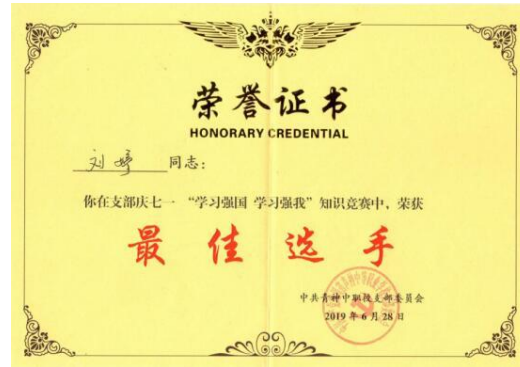 荣誉证书
HONORARY CREDENTIAL
刘婷 同志：
你在支部庆七一 “学习强国 学习强我”知识竞赛中，荣获
最佳选手
中共青神中职校支部委员会
2019年6月28日